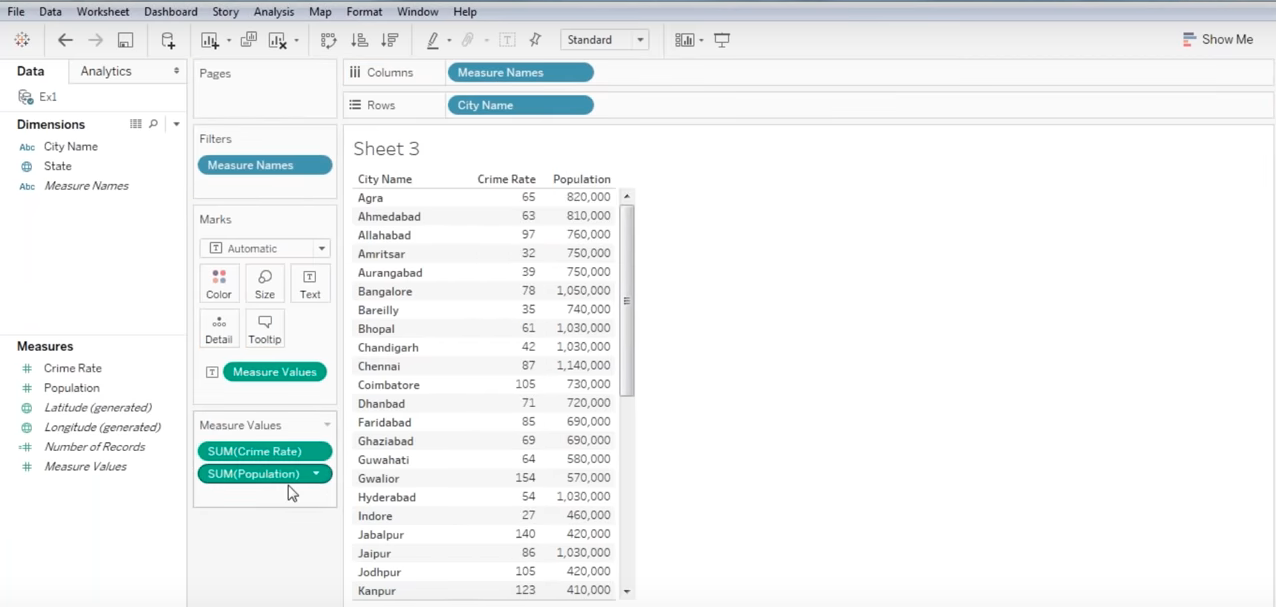 File Data Worksheet Dashboard Story Analysis Map Format Window Help
Standard
Show Me
Data Analytics
Ex1
Dimensions
Abc City Name
State
Abc Measure Names
Measures
# Crime Rate
# Population
Latitude (generated)
Longitude (generated)
=# Number of Records
# Measure Values
Pages
Filters
Measure Names
Marks
T Automatic
Color Size T Text
Detail Tooltip
T Measure Values
Measure Values
SUM(Crime Rate)
SUM(Population)
iii Columns Measure Names
Rows City Name
Sheet 3
City Name Crime Rate Population
Agra 65 820,000
Ahmedabad 63 810,000
Allahabad 97 760,000
Amritsar 32 750,000
Aurangabad 39 750,000
Bangalore 78 1,050,000
Bareilly 35 740,000
Bhopal 61 1,030,000
Chandigarh 42 1,030,000
Chennai 87 1,140,000
Coimbatore 105 730,000
Dhanbad 71 720,000
Faridabad 85 690,000
Ghaziabad 69 690,000
Guwahati 64 580,000
Gwalior 154 570,000
Hyderabad 54 1,030,000
Indore 27 460,000
Jabalpur 140 420,000
Jaipur 86 1,030,000
Jodhpur 105 420,000
Kanpur 123 410,000